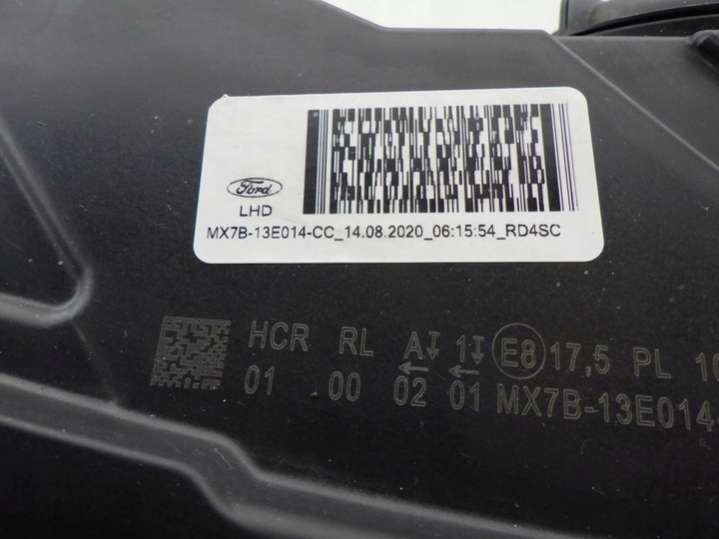 Ford
LHD
MX7B-13E014-CC_14.08.2020_06:15:54_RD4SC
HCR RL A 1 E8 17,5 PL 10
01 00 02 01 MX7B-13E014-